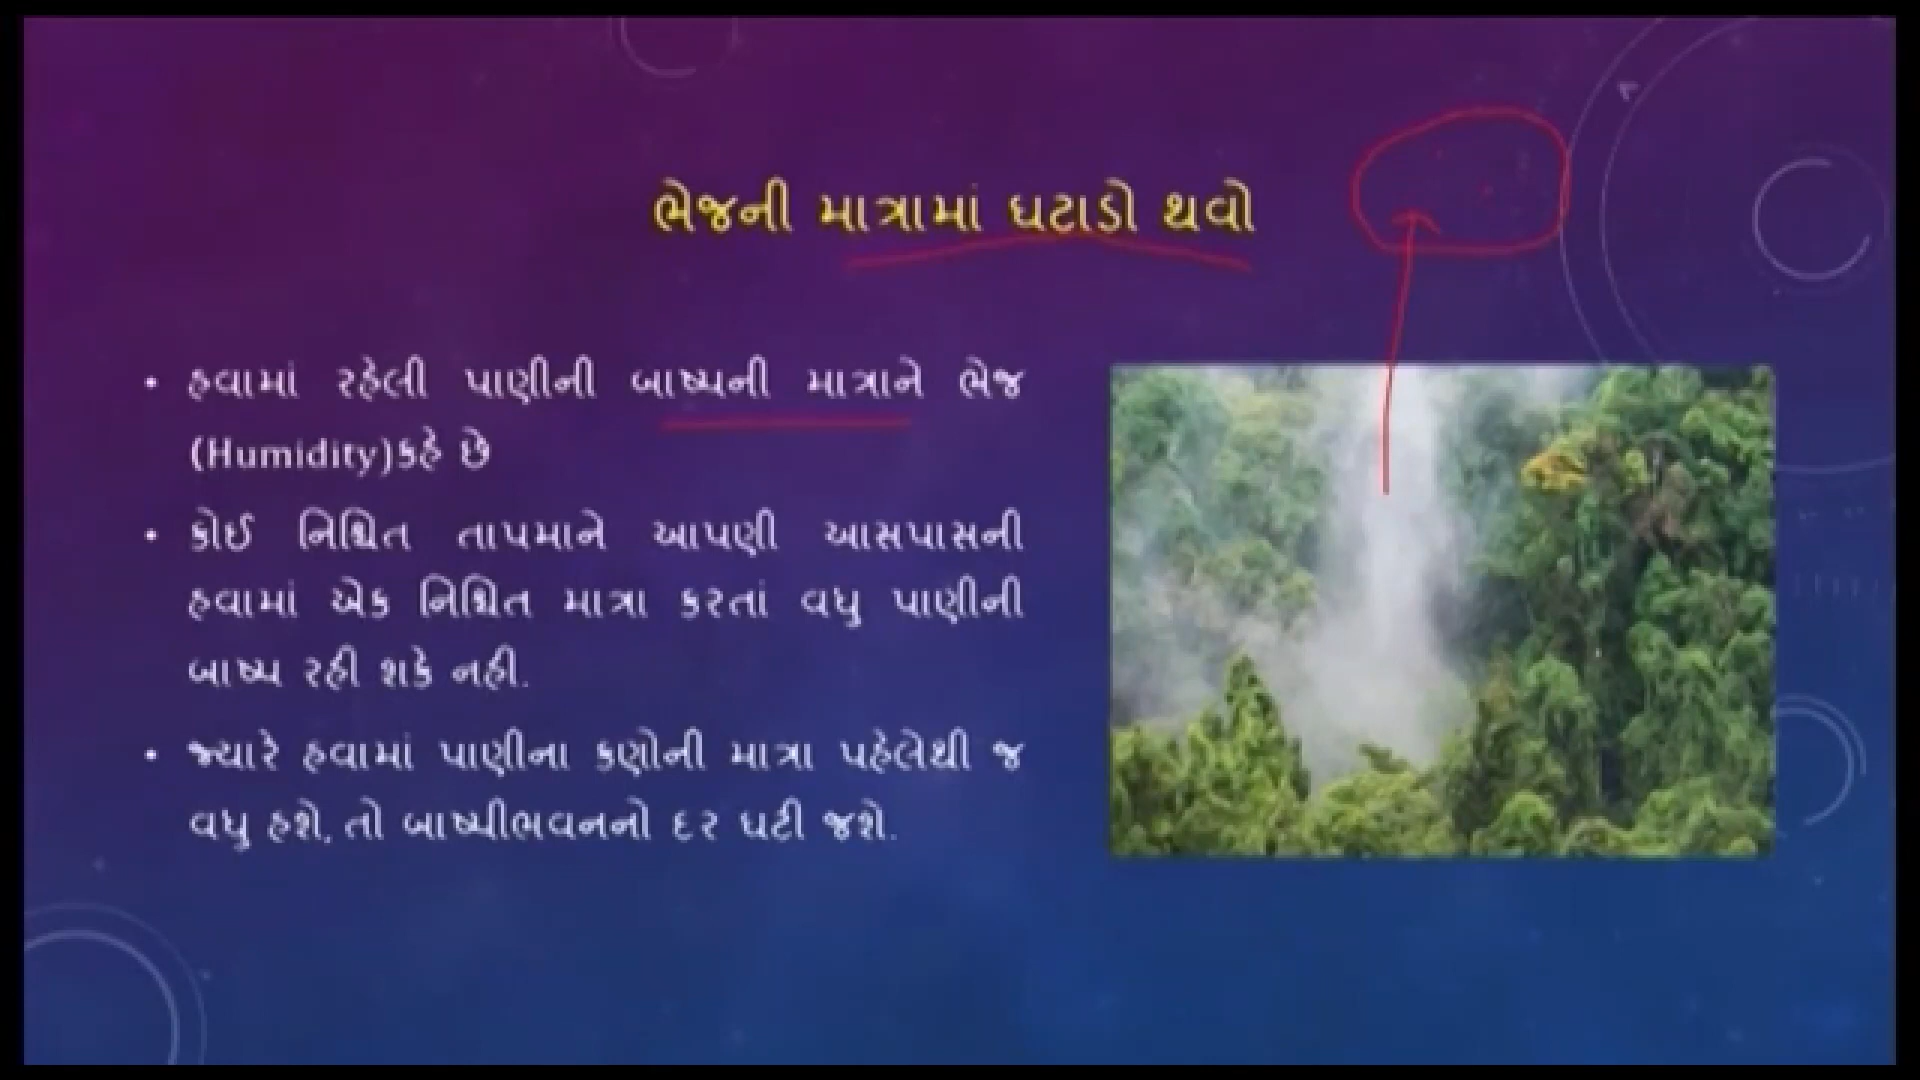 ભેજની માત્રામાં ઘટાડો થવો
• હવામાં રહેલી પાણીની બાષ્પની માત્રાને ભેજ
(Humidity)કહે છે
• કોઈ નિશ્ચિત તાપમાને આપણી આસપાસની
હવામાં એક નિશ્ચિત માત્રા કરતાં વધુ પાણીની
બાષ્પ રહી શકે નહી.
• જ્યારે હવામાં પાણીના કણોની માત્રા પહેલેથી જ
વધુ હશે, તો બાષ્પીભવનનો દર ઘટી જશે.